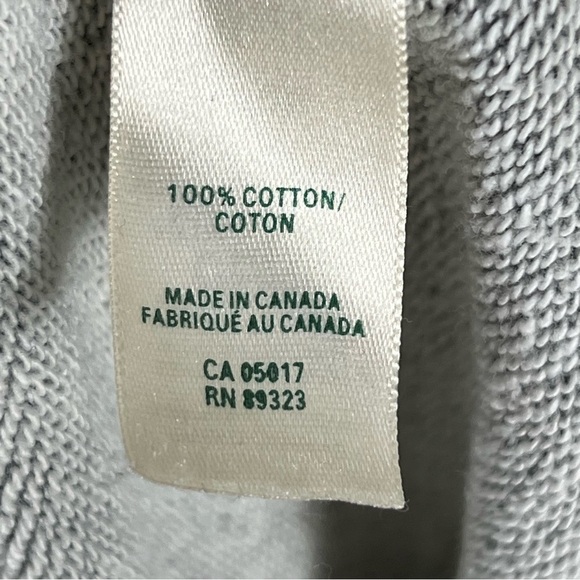 100% COTTON/
COTON
MADE IN CANADA
FABRIQUÉ AU CANADA
CA 05017
RN 89323